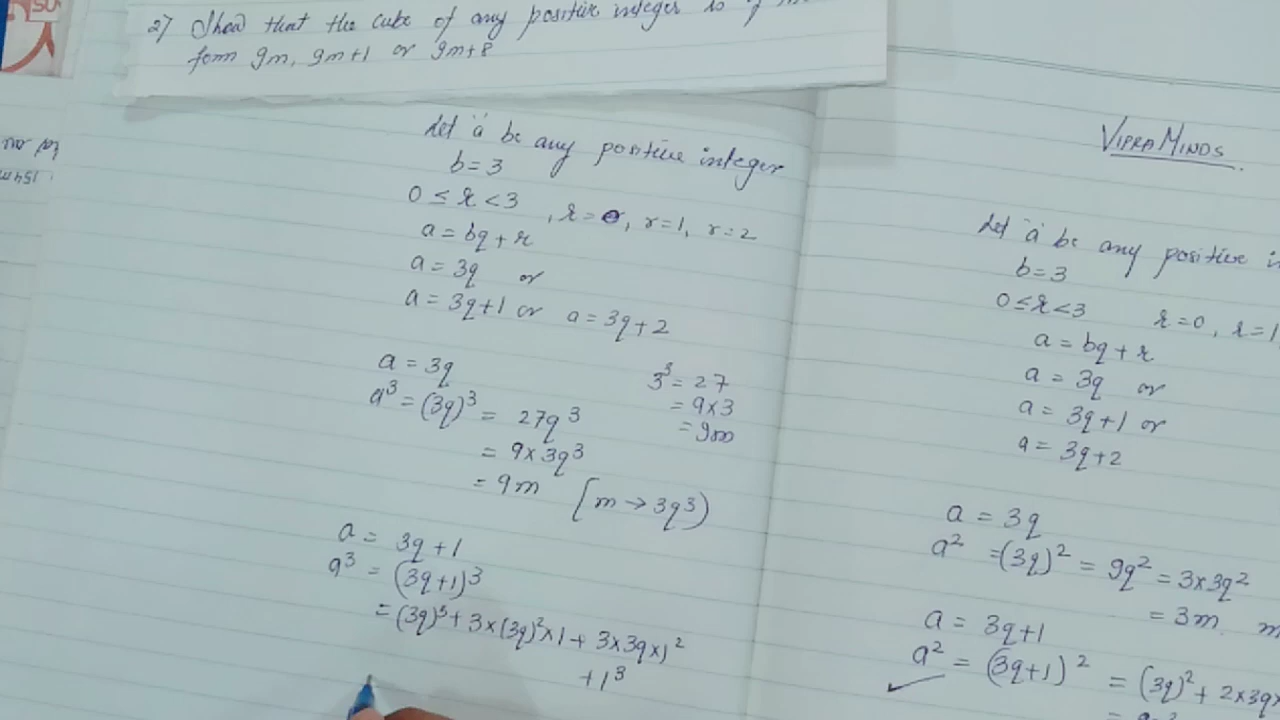 2) Show that the cube of any positive integer is of
form 9m, 9m+1 or 9m+8
Let 'a' be any positive integer
b = 3
0 ≤ r < 3 , r = 0, r = 1, r = 2
a = bq + r
a = 3q or
a = 3q+1 or a = 3q+2
a = 3q
a³ = (3q)³ = 27q³
= 9×3q³
= 9m [m → 3q³)
3³ = 27
= 9×3
= 9m
a = 3q+1
a³ = (3q+1)³
= (3q)³ + 3×(3q)²×1 + 3×3q×1²
+1³
VIPRA MINDS.
Let 'a' be any positive
b = 3
0 ≤ r < 3 r = 0, r = 1
a = bq + r
a = 3q or
a = 3q+1 or
a = 3q+2
a = 3q
a² = (3q)² = 9q² = 3×3q²
= 3m
a = 3q+1
a² = (3q+1)² = (3q)² + 2×3q×